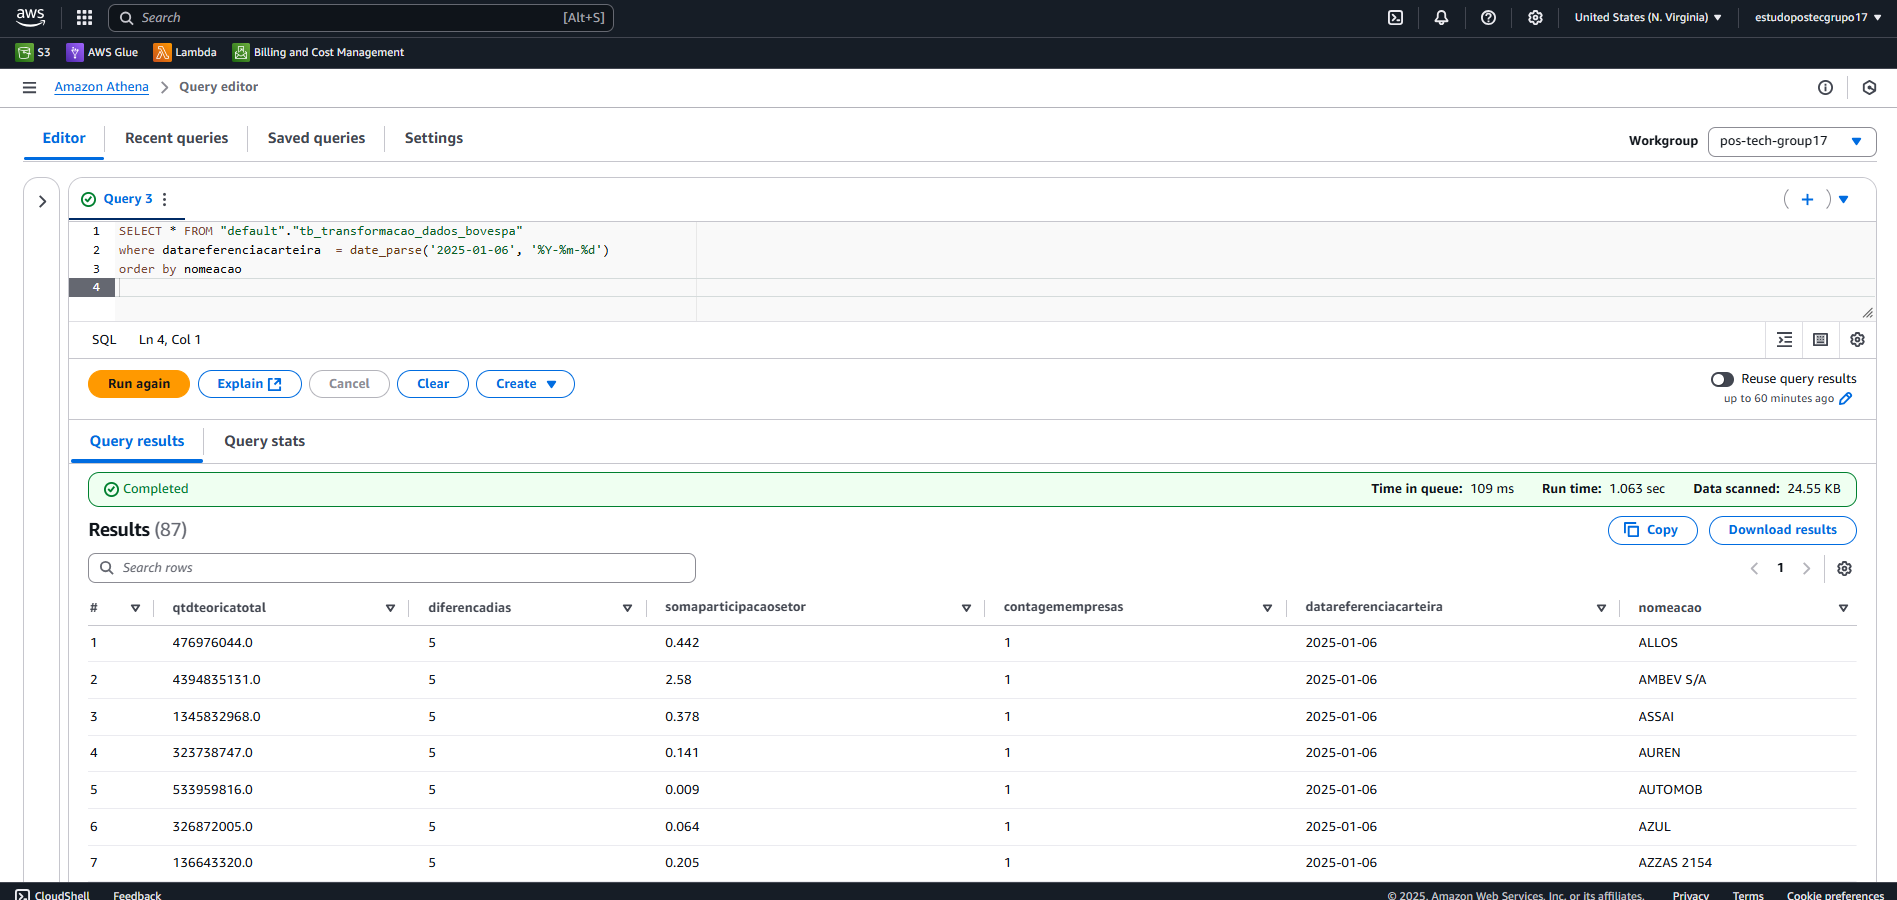 aws Search [Alt+S] United States (N. Virginia) estudopostecgrupo17
S3 AWS Glue Lambda Billing and Cost Management
Amazon Athena Query editor
Editor Recent queries Saved queries Settings Workgroup pos-tech-group17
Query 3
1 SELECT * FROM "default"."tb_transformacao_dados_bovespa"
2 where datareferenciacarteira = date_parse('2025-01-06', '%Y-%m-%d')
3 order by nomeacao
4
SQL Ln 4, Col 1
Run again Explain Cancel Clear Create Reuse query results
up to 60 minutes ago
Query results Query stats
Completed Time in queue: 109 ms Run time: 1.063 sec Data scanned: 24.55 KB
Results (87) Copy Download results
Search rows 1
# qtdteoricatotal diferencadias somaparticipacaosetor contagemempresas datareferenciacarteira nomeacao
1 476976044.0 5 0.442 1 2025-01-06 ALLOS
2 4394835131.0 5 2.58 1 2025-01-06 AMBEV S/A
3 1345832968.0 5 0.378 1 2025-01-06 ASSAI
4 323738747.0 5 0.141 1 2025-01-06 AUREN
5 533959816.0 5 0.009 1 2025-01-06 AUTOMOB
6 326872005.0 5 0.064 1 2025-01-06 AZUL
7 136643320.0 5 0.205 1 2025-01-06 AZZAS 2154
CloudShell Feedback © 2025, Amazon Web Services, Inc. or its affiliates. Privacy Terms Cookie preferences